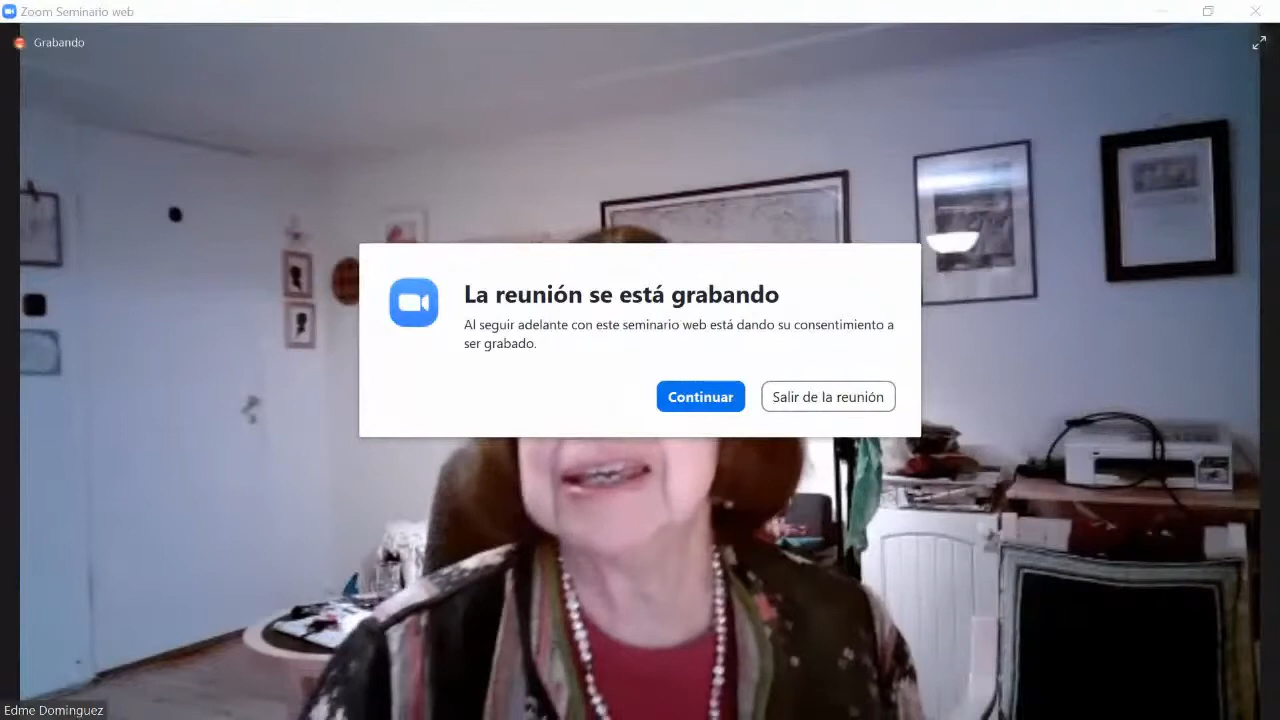 Zoom Seminario web
Grabando
La reunión se está grabando
Al seguir adelante con este seminario web está dando su consentimiento a
ser grabado.
Continuar
Salir de la reunión
Edme Dominguez